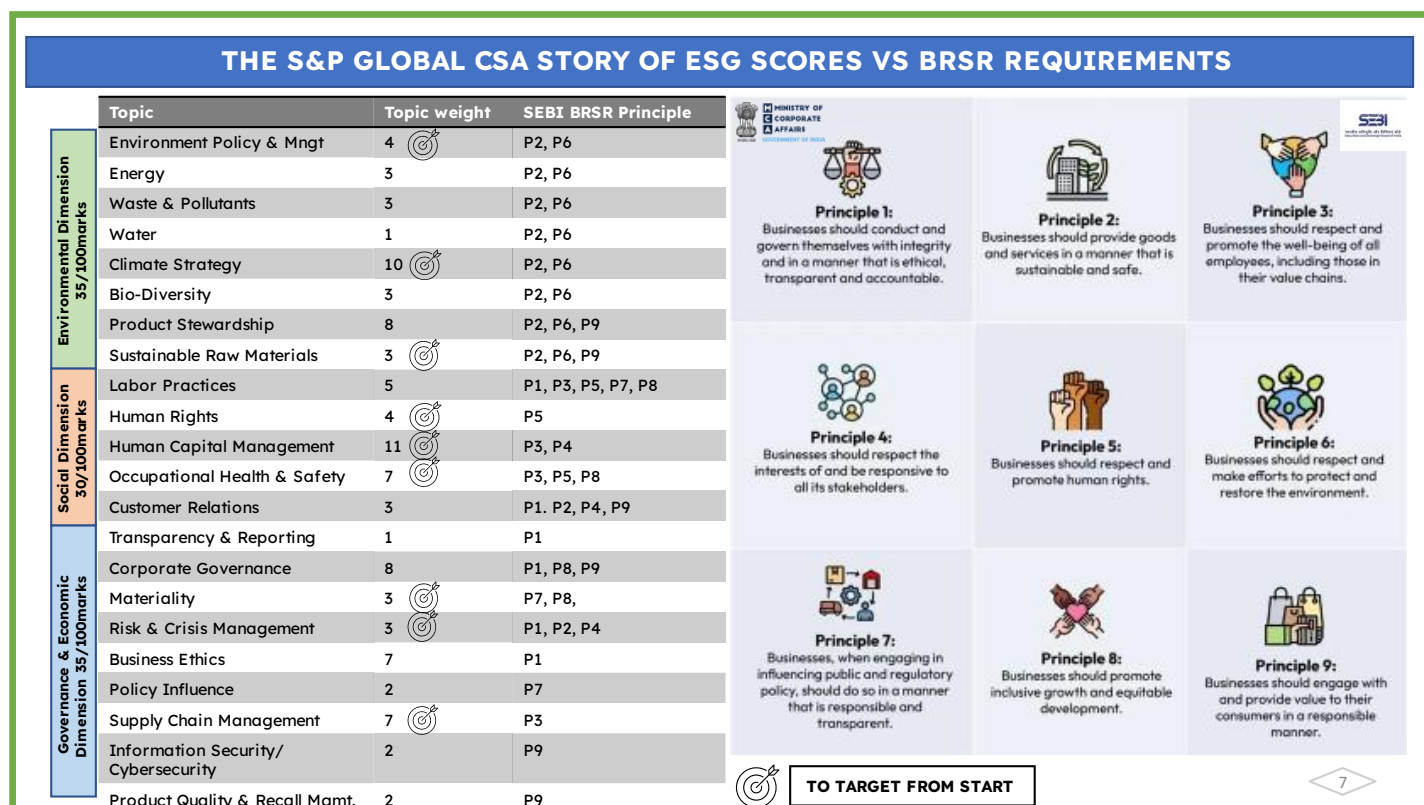 THE S&P GLOBAL CSA STORY OF ESG SCORES VS BRSR REQUIREMENTS
Topic Topic weight SEBI BRSR Principle
Environmental Dimension
35/100marks
Environment Policy & Mngt 4 P2, P6
Energy 3 P2, P6
Waste & Pollutants 3 P2, P6
Water 1 P2, P6
Climate Strategy 10 P2, P6
Bio-Diversity 3 P2, P6
Product Stewardship 8 P2, P6, P9
Sustainable Raw Materials 3 P2, P6, P9
Social Dimension
30/100marks
Labor Practices 5 P1, P3, P5, P7, P8
Human Rights 4 P5
Human Capital Management 11 P3, P4
Occupational Health & Safety 7 P3, P5, P8
Customer Relations 3 P1. P2, P4, P9
Governance & Economic
Dimension 35/100marks
Transparency & Reporting 1 P1
Corporate Governance 8 P1, P8, P9
Materiality 3 P7, P8,
Risk & Crisis Management 3 P1, P2, P4
Business Ethics 7 P1
Policy Influence 2 P7
Supply Chain Management 7 P3
Information Security/ 2 P9
Cybersecurity
Product Quality & Recall Mgmt. 2 P9
MINISTRY OF
CORPORATE
AFFAIRS
GOVERNMENT OF INDIA
SEBI
Principle 1:
Businesses should conduct and
govern themselves with integrity
and in a manner that is ethical,
transparent and accountable.
Principle 2:
Businesses should provide goods
and services in a manner that is
sustainable and safe.
Principle 3:
Businesses should respect and
promote the well-being of all
employees, including those in
their value chains.
Principle 4:
Businesses should respect the
interests of and be responsive to
all its stakeholders.
Principle 5:
Businesses should respect and
promote human rights.
Principle 6:
Businesses should respect and
make efforts to protect and
restore the environment.
Principle 7:
Businesses, when engaging in
influencing public and regulatory
policy, should do so in a manner
that is responsible and
transparent.
Principle 8:
Businesses should promote
inclusive growth and equitable
development.
Principle 9:
Businesses should engage with
and provide value to their
consumers in a responsible
manner.
TO TARGET FROM START
7